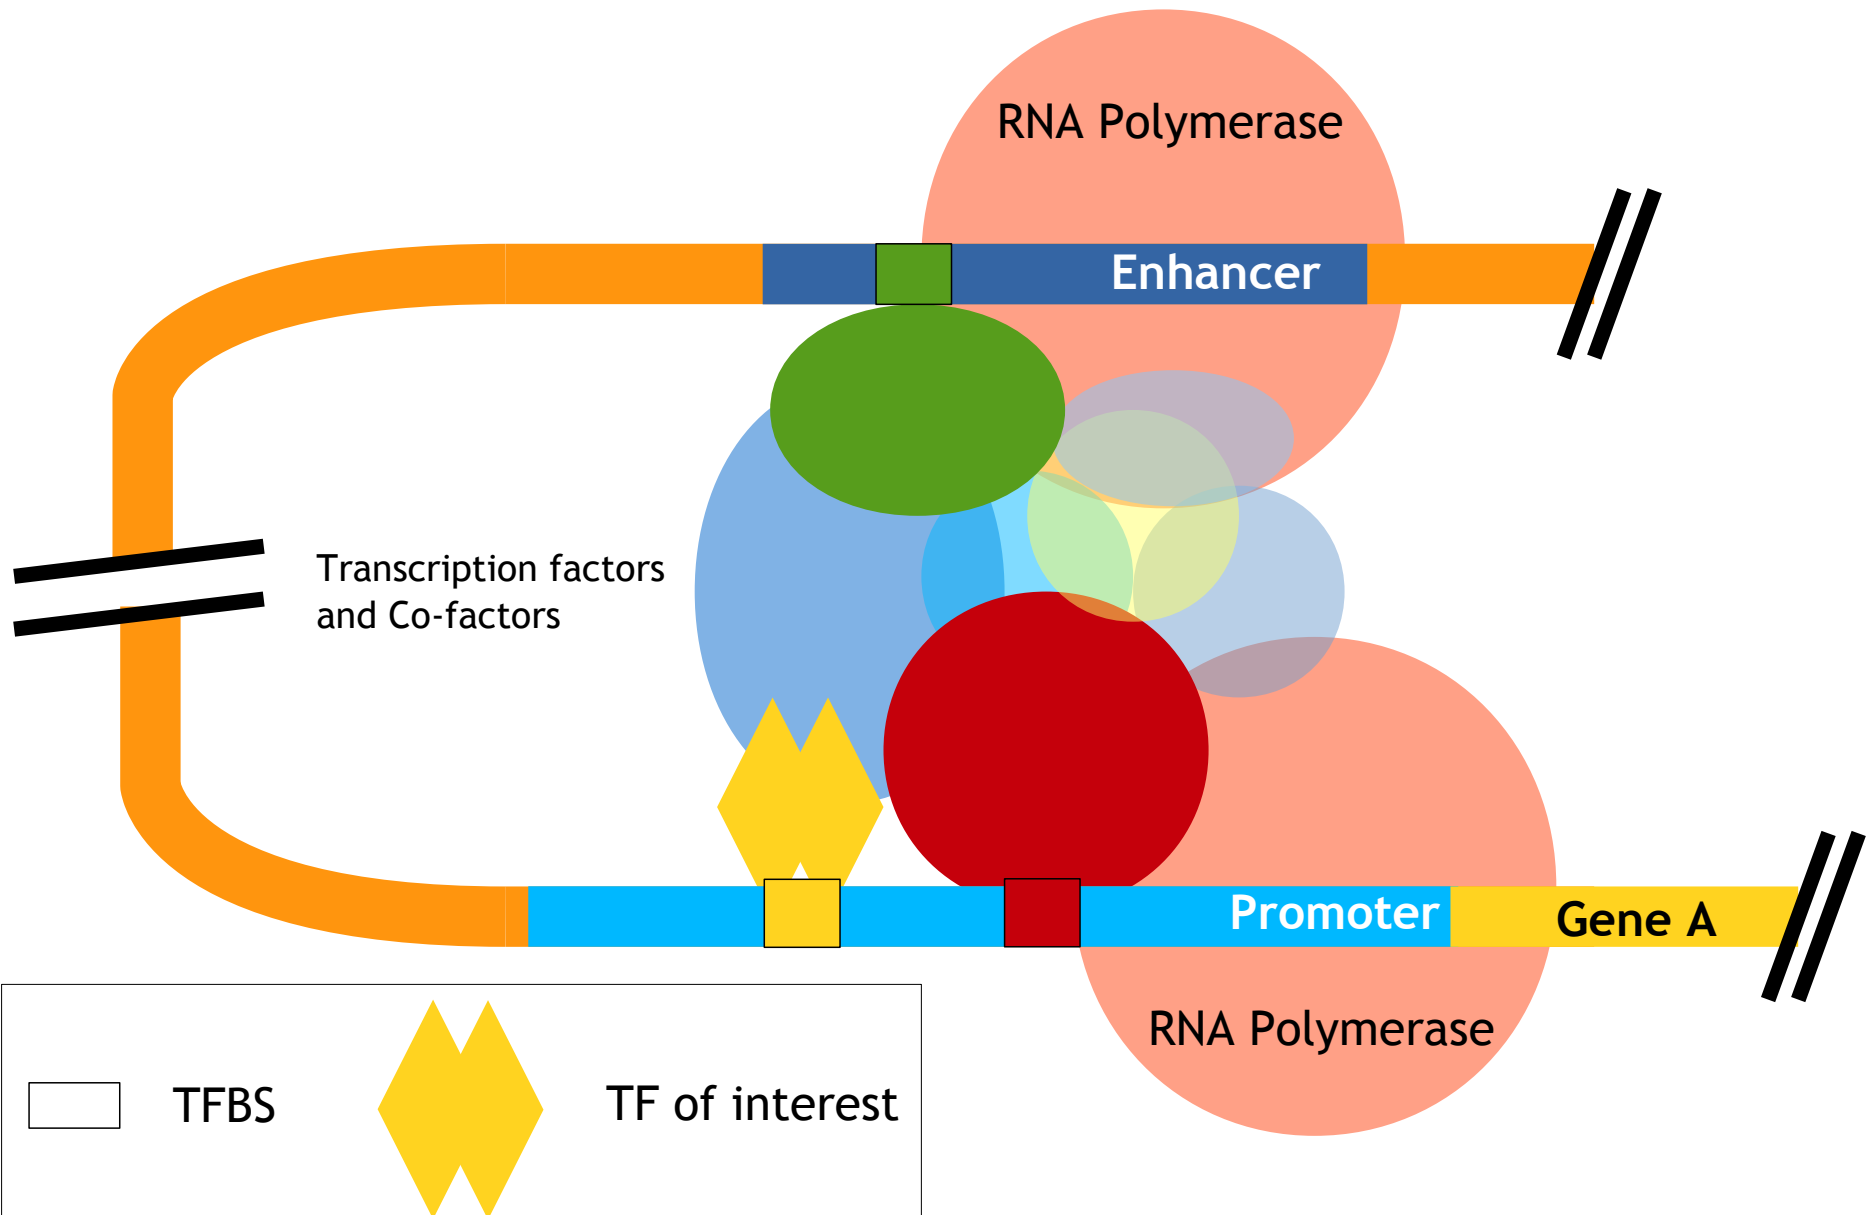 RNA Polymerase
Enhancer
Transcription factors
and Co-factors
Promoter
Gene A
RNA Polymerase
TFBS
TF of interest